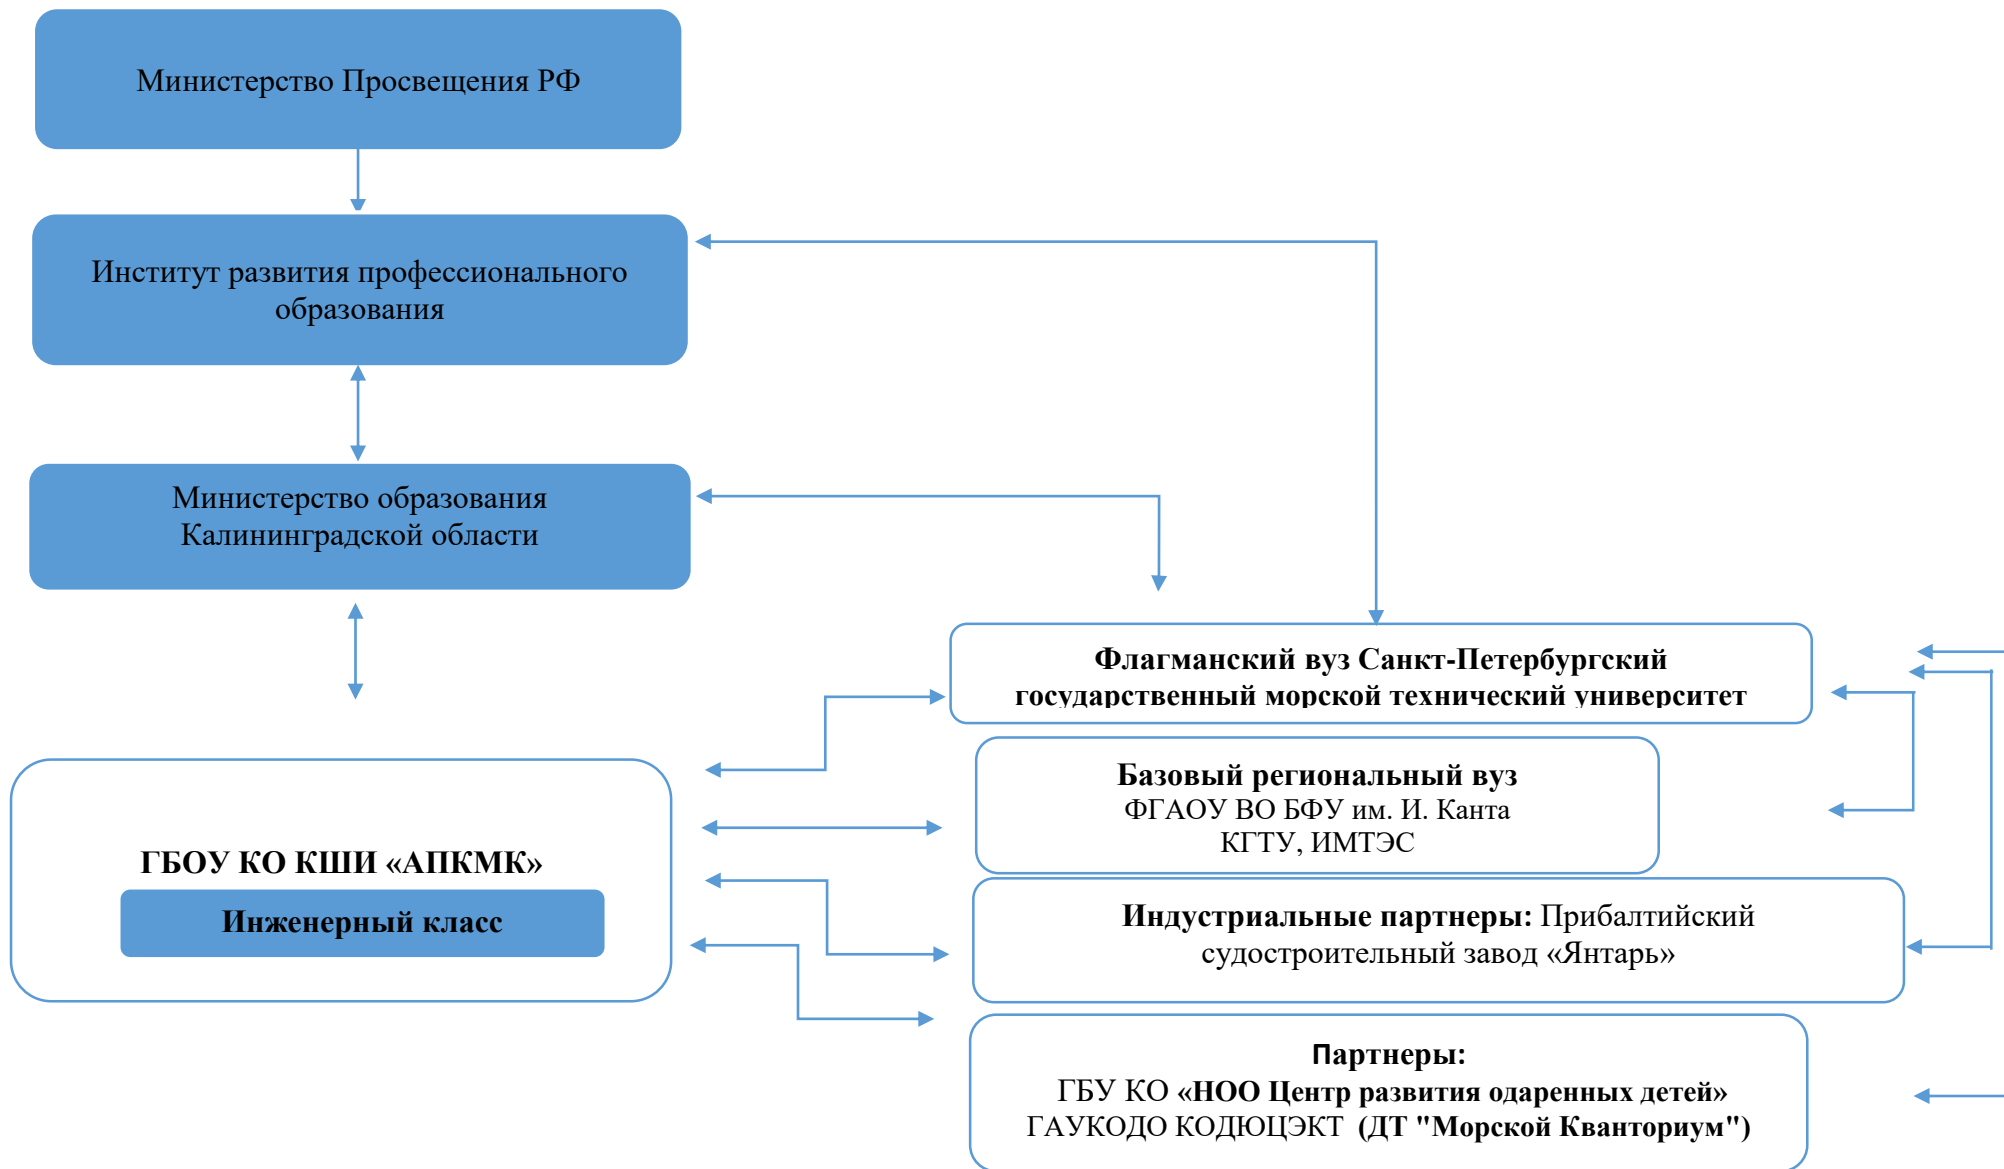 Министерство Просвещения РФ
Институт развития профессионального
образования
Министерство образования
Калининградской области
Флагманский вуз Санкт-Петербургский
государственный морской технический университет
Базовый региональный вуз
ФГАОУ ВО БФУ им. И. Канта
КГТУ, ИМТЭС
ГБОУ КО КШИ «АПКМК»
Инженерный класс
Индустриальные партнеры: Прибалтийский
судостроительный завод «Янтарь»
Партнеры:
ГБУ КО «НОО Центр развития одаренных детей»
ГАУКОДО КОДЮЦЭКТ (ДТ "Морской Кванториум")